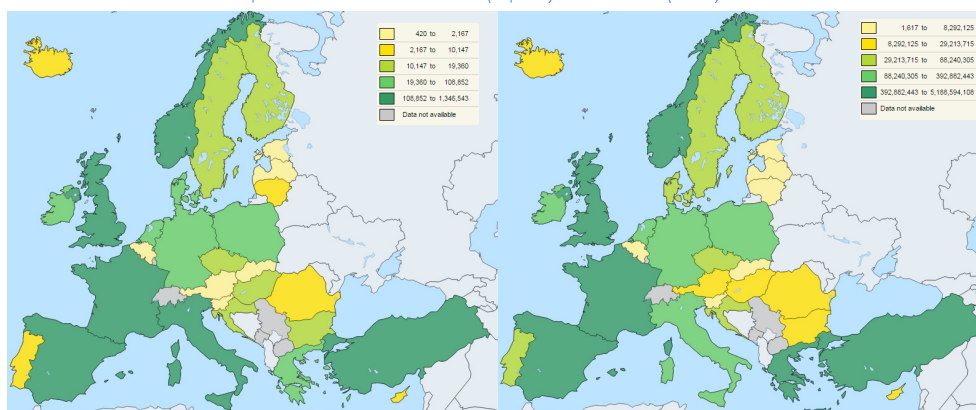 420 to 2,167
2,167 to 10,147
10,147 to 19,360
19,360 to 108,852
108,852 to 1,346,543
Data not available
1,617 to 8,292,125
8,292,125 to 29,213,715
29,213,715 to 88,240,305
88,240,305 to 392,882,443
392,882,443 to 5,188,594,108
Data not available